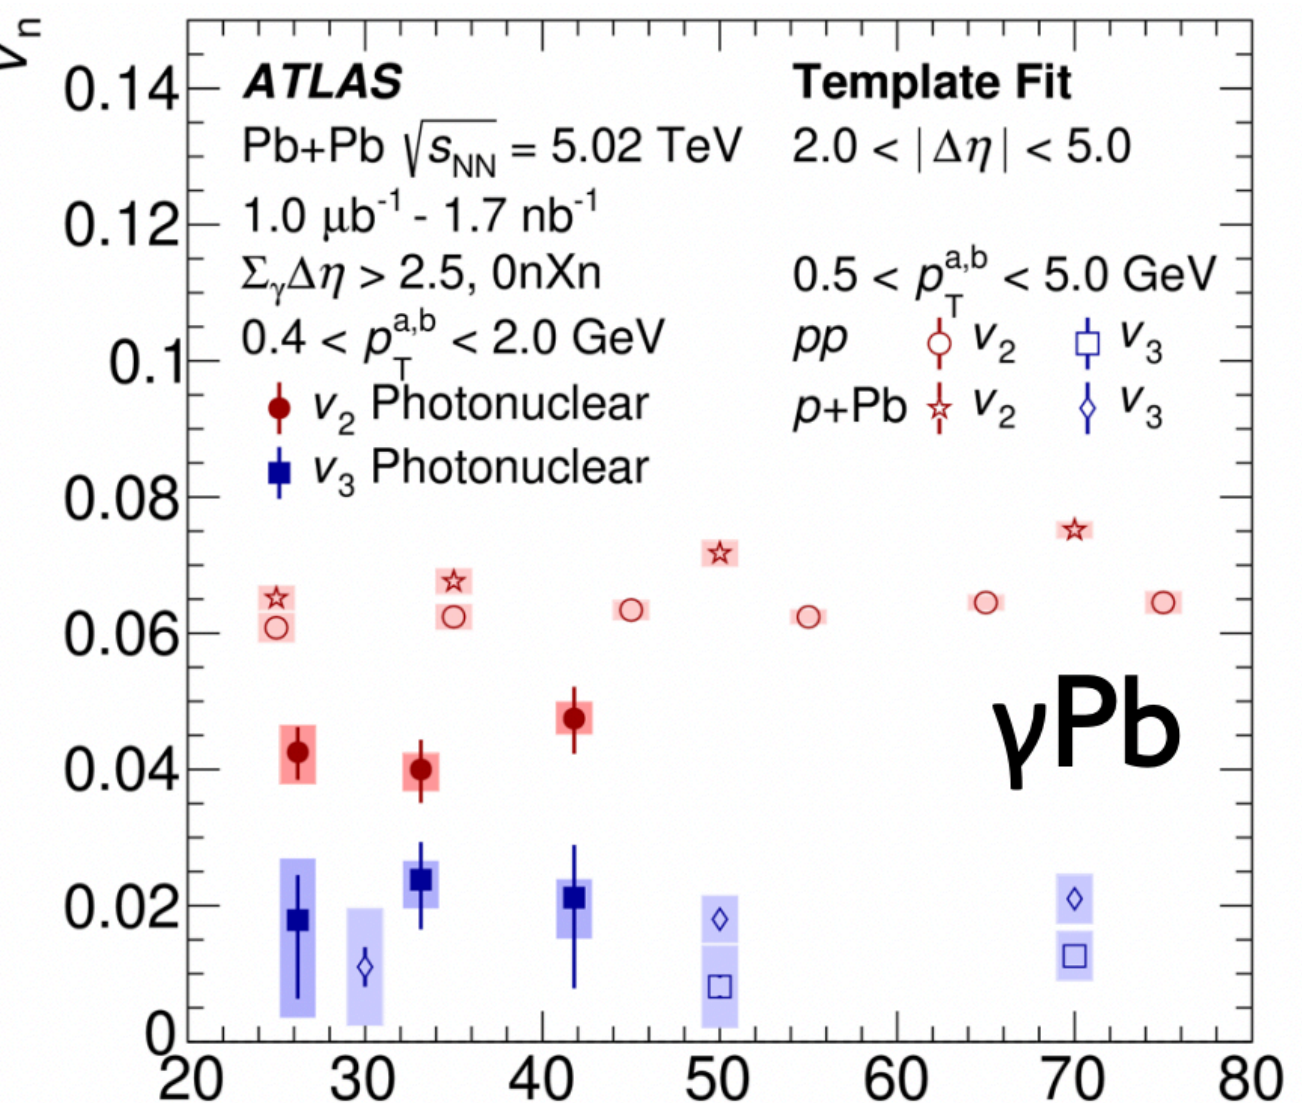 vn
0.14
0.12
0.1
0.08
0.06
0.04
0.02
0
ATLAS
Pb+Pb √sNN = 5.02 TeV
1.0 μb-1 - 1.7 nb-1
ΣγΔη > 2.5, 0nXn
0.4 < pTa,b < 2.0 GeV
v2 Photonuclear
v3 Photonuclear
Template Fit
2.0 < |Δη| < 5.0
0.5 < pTa,b < 5.0 GeV
pp v2 v3
p+Pb v2 v3
γPb
20 30 40 50 60 70 80